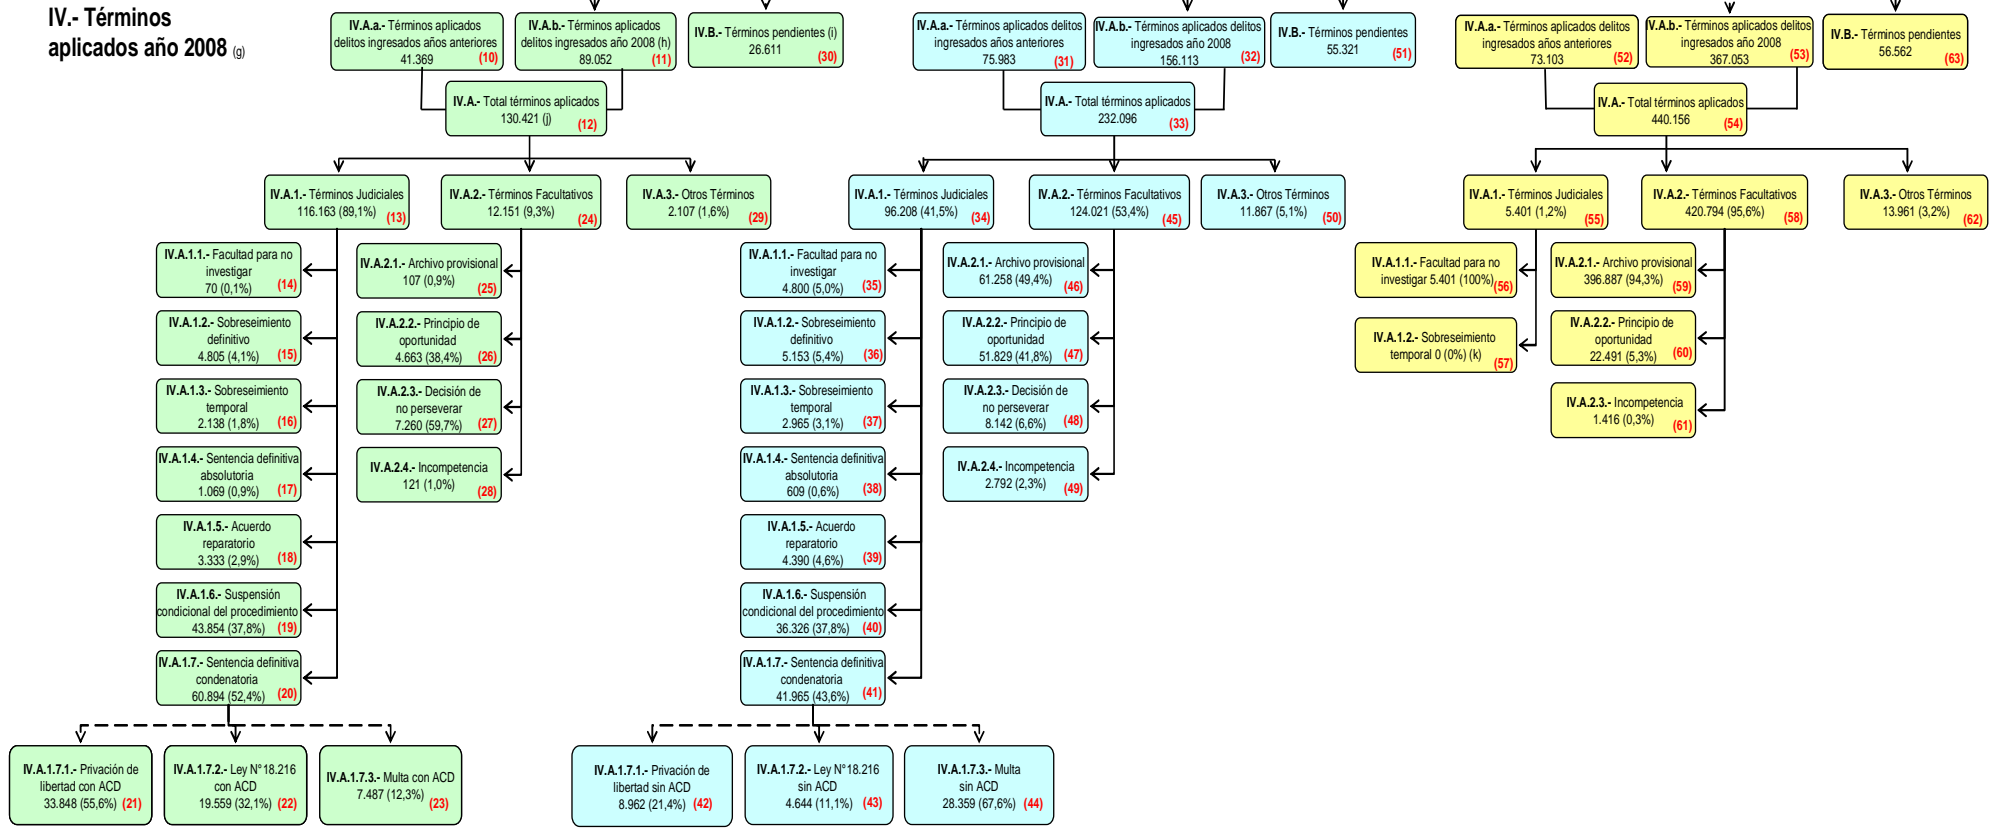 IV.- Términos
aplicados año 2008 (g)
IV.A.a.- Términos aplicados
delitos ingresados años anteriores
41.369 (10)
IV.A.b.- Términos aplicados
delitos ingresados año 2008 (h)
89.052 (11)
IV.B.- Términos pendientes (i)
26.611 (30)
IV.A.- Total términos aplicados
130.421 (j) (12)
IV.A.1.- Términos Judiciales
116.163 (89,1%) (13)
IV.A.2.- Términos Facultativos
12.151 (9,3%) (24)
IV.A.3.- Otros Términos
2.107 (1,6%) (29)
IV.A.1.1.- Facultad para no
investigar
70 (0,1%) (14)
IV.A.1.2.- Sobreseimiento
definitivo
4.805 (4,1%) (15)
IV.A.1.3.- Sobreseimiento
temporal
2.138 (1,8%) (16)
IV.A.1.4.- Sentencia definitiva
absolutoria
1.069 (0,9%) (17)
IV.A.1.5.- Acuerdo
reparatorio
3.333 (2,9%) (18)
IV.A.1.6.- Suspensión
condicional del procedimiento
43.854 (37,8%) (19)
IV.A.1.7.- Sentencia definitiva
condenatoria
60.894 (52,4%) (20)
IV.A.2.1.- Archivo provisional
107 (0,9%) (25)
IV.A.2.2.- Principio de
oportunidad
4.663 (38,4%) (26)
IV.A.2.3.- Decisión de
no perseverar
7.260 (59,7%) (27)
IV.A.2.4.- Incompetencia
121 (1,0%) (28)
IV.A.1.7.1.- Privación de
libertad con ACD
33.848 (55,6%) (21)
IV.A.1.7.2.- Ley N°18.216
con ACD
19.559 (32,1%) (22)
IV.A.1.7.3.- Multa con ACD
7.487 (12,3%) (23)
IV.A.a.- Términos aplicados delitos
ingresados años anteriores
75.983 (31)
IV.A.b.- Términos aplicados delitos
ingresados año 2008
156.113 (32)
IV.B.- Términos pendientes
55.321 (51)
IV.A.- Total términos aplicados
232.096 (33)
IV.A.1.- Términos Judiciales
96.208 (41,5%) (34)
IV.A.2.- Términos Facultativos
124.021 (53,4%) (45)
IV.A.3.- Otros Términos
11.867 (5,1%) (50)
IV.A.1.1.- Facultad para no
investigar
4.800 (5,0%) (35)
IV.A.1.2.- Sobreseimiento
definitivo
5.153 (5,4%) (36)
IV.A.1.3.- Sobreseimiento
temporal
2.965 (3,1%) (37)
IV.A.1.4.- Sentencia definitiva
absolutoria
609 (0,6%) (38)
IV.A.1.5.- Acuerdo
reparatorio
4.390 (4,6%) (39)
IV.A.1.6.- Suspensión
condicional del procedimiento
36.326 (37,8%) (40)
IV.A.1.7.- Sentencia definitiva
condenatoria
41.965 (43,6%) (41)
IV.A.2.1.- Archivo provisional
61.258 (49,4%) (46)
IV.A.2.2.- Principio de
oportunidad
51.829 (41,8%) (47)
IV.A.2.3.- Decisión de
no perseverar
8.142 (6,6%) (48)
IV.A.2.4.- Incompetencia
2.792 (2,3%) (49)
IV.A.1.7.1.- Privación de
libertad sin ACD
8.962 (21,4%) (42)
IV.A.1.7.2.- Ley N°18.216
sin ACD
4.644 (11,1%) (43)
IV.A.1.7.3.- Multa
sin ACD
28.359 (67,6%) (44)
IV.A.a.- Términos aplicados delitos
ingresados años anteriores
73.103 (52)
IV.A.b.- Términos aplicados delitos
ingresados año 2008
367.053 (53)
IV.B.- Términos pendientes
56.562 (63)
IV.A.- Total términos aplicados
440.156 (54)
IV.A.1.- Términos Judiciales
5.401 (1,2%) (55)
IV.A.2.- Términos Facultativos
420.794 (95,6%) (58)
IV.A.3.- Otros Términos
13.961 (3,2%) (62)
IV.A.1.1.- Facultad para no
investigar 5.401 (100%) (56)
IV.A.1.2.- Sobreseimiento
temporal 0 (0%) (k) (57)
IV.A.2.1.- Archivo provisional
396.887 (94,3%) (59)
IV.A.2.2.- Principio de
oportunidad
22.491 (5,3%) (60)
IV.A.2.3.- Incompetencia
1.416 (0,3%) (61)